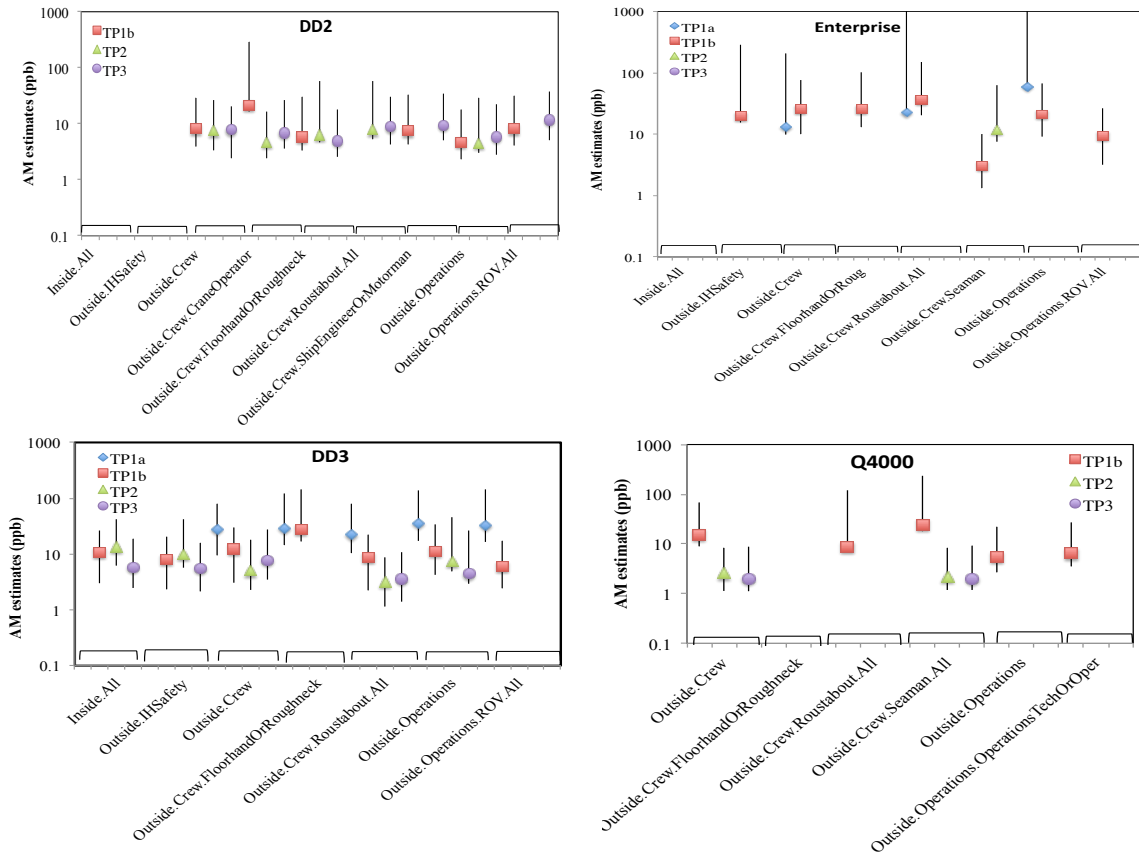 DD2
TP1b
TP2
TP3
AM estimates (ppb)
1000
100
10
1
0.1
Inside.All
Outside.IHSafety
Outside.Crew
Outside.Crew.CraneOperator
Outside.Crew.FloorhandOrRoughneck
Outside.Crew.Roustabout.All
Outside.Crew.ShipEngineerOrMotorman
Outside.Operations
Outside.Operations.ROV.All
Enterprise
TP1a
TP1b
TP2
TP3
AM estimates (ppb)
1000
100
10
1
0.1
Inside.All
Outside.IHSafety
Outside.Crew
Outside.Crew.FloorhandOrRoug
Outside.Crew.Roustabout.All
Outside.Crew.Seaman
Outside.Operations
Outside.Operations.ROV.All
DD3
TP1a
TP1b
TP2
TP3
AM estimates (ppb)
1000
100
10
1
0.1
Inside.All
Outside.IHSafety
Outside.Crew
Outside.Crew.FloorhandOrRoughneck
Outside.Crew.Roustabout.All
Outside.Operations
Outside.Operations.ROV.All
Q4000
TP1b
TP2
TP3
AM estimates (ppb)
1000
100
10
1
0.1
Outside.Crew
Outside.Crew.FloorhandOrRoughneck
Outside.Crew.Roustabout.All
Outside.Crew.Seaman.All
Outside.Operations
Outside.Operations.OperationsTechOrOper